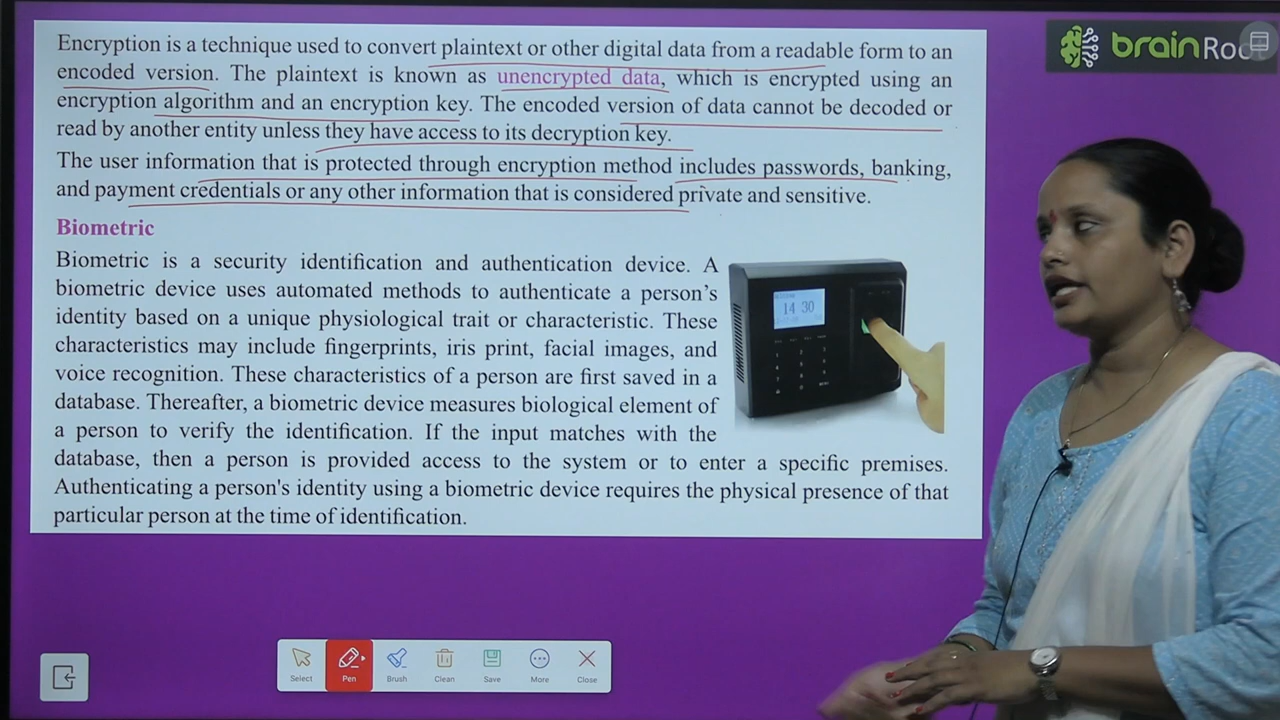 Encryption is a technique used to convert plaintext or other digital data from a readable form to an
encoded version. The plaintext is known as unencrypted data, which is encrypted using an
encryption algorithm and an encryption key. The encoded version of data cannot be decoded or
read by another entity unless they have access to its decryption key.
The user information that is protected through encryption method includes passwords, banking,
and payment credentials or any other information that is considered private and sensitive.
Biometric
Biometric is a security identification and authentication device. A
biometric device uses automated methods to authenticate a person's
identity based on a unique physiological trait or characteristic. These
characteristics may include fingerprints, iris print, facial images, and
voice recognition. These characteristics of a person are first saved in a
database. Thereafter, a biometric device measures biological element of
a person to verify the identification. If the input matches with the
database, then a person is provided access to the system or to enter a specific premises.
Authenticating a person's identity using a biometric device requires the physical presence of that
particular person at the time of identification.
14 30
brain Roo
Select
Pen
Brush
Clean
Save
More
Close